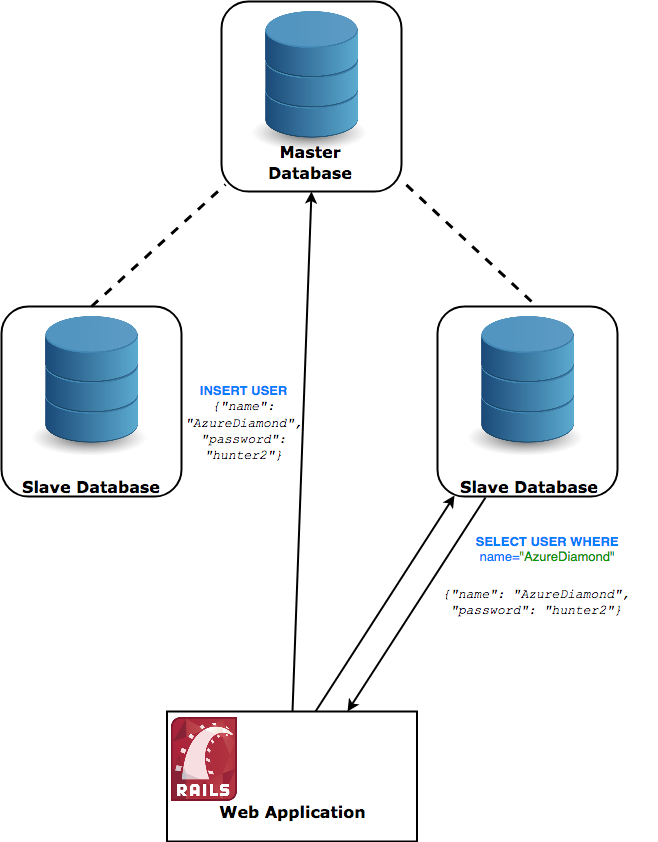 Master
Database
Slave Database
INSERT USER
{"name":
"AzureDiamond",
"password":
"hunter2"}
Slave Database
SELECT USER WHERE
name="AzureDiamond"
{"name": "AzureDiamond",
"password": "hunter2"}
RAILS
Web Application